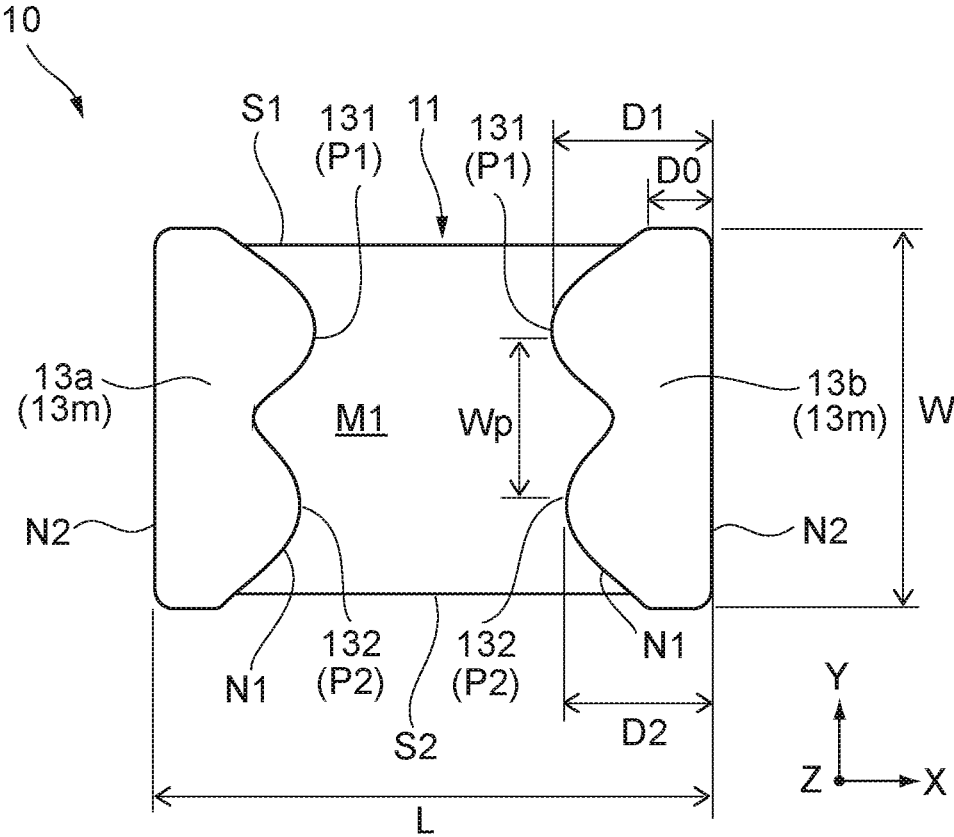 10
S1
131
(P1)
11
131
(P1)
D1
D0
13a
(13m)
M1
Wp
13b
(13m)
W
N2
N2
N1
132
(P2)
132
(P2)
N1
S2
D2
Y
Z
X
L